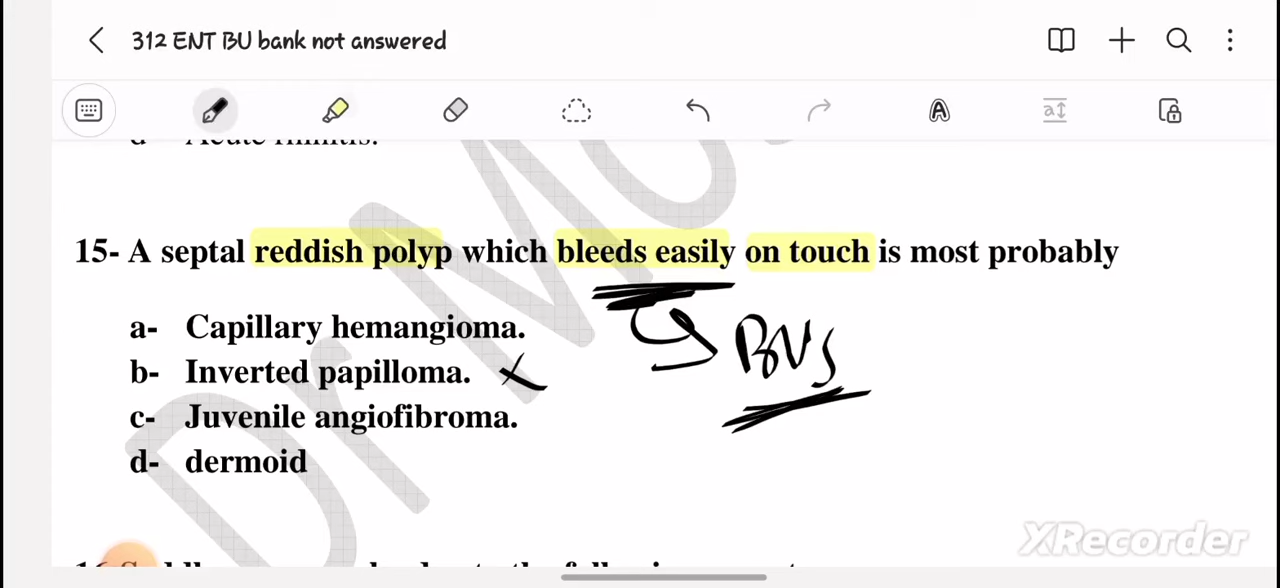 312 ENT BU bank not answered
15- A septal reddish polyp which bleeds easily on touch is most probably
a- Capillary hemangioma.
BVs
b- Inverted papilloma.
c- Juvenile angiofibroma.
d- dermoid
XRecorder